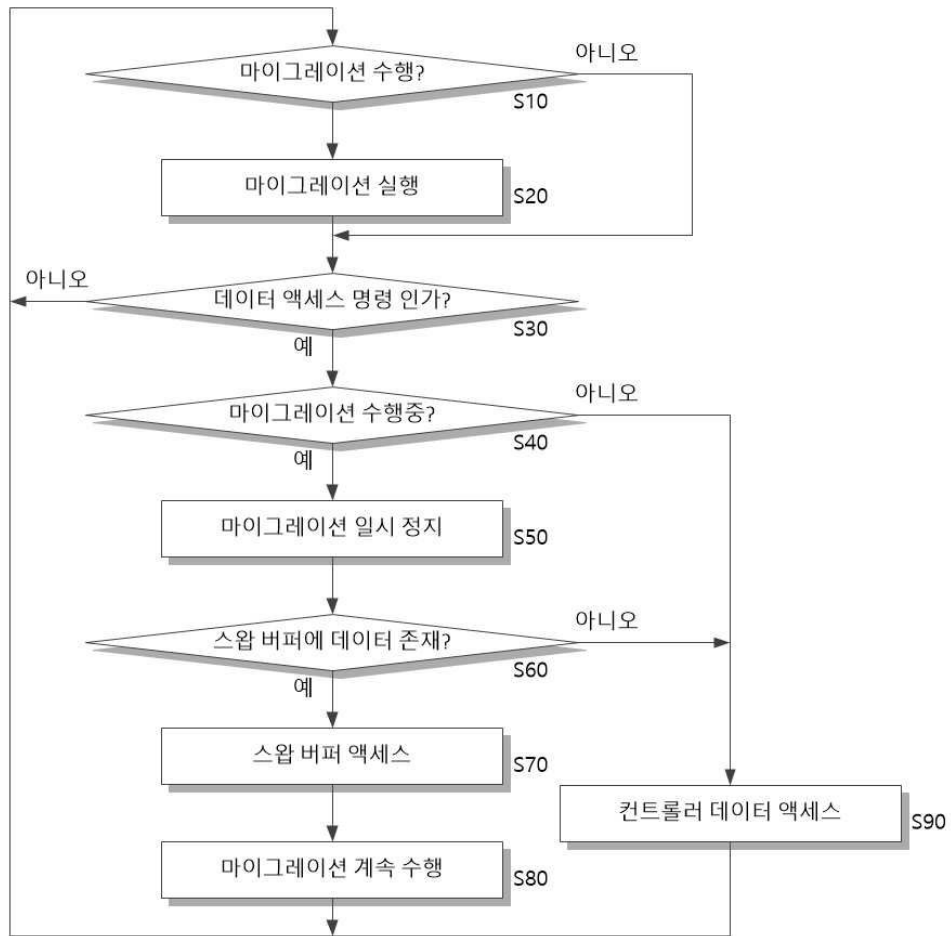 아니오
마이그레이션 수행?
S10
마이그레이션 실행
S20
아니오
데이터 액세스 명령 인가?
S30
예
아니오
마이그레이션 수행중?
S40
예
마이그레이션 일시 정지
S50
아니오
스왑 버퍼에 데이터 존재?
S60
예
스왑 버퍼 액세스
S70
컨트롤러 데이터 액세스
S90
마이그레이션 계속 수행
S80